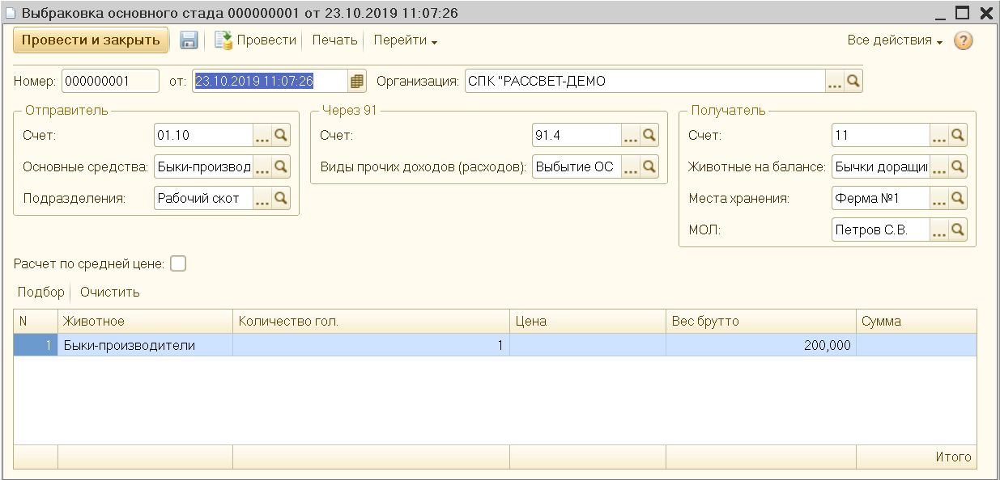 Выбраковка основного стада 000000001 от 23.10.2019 11:07:26
Провести и закрыть Провести Печать Перейти Все действия ?
Номер: 000000001 от: 23.10.2019 11:07:26 Организация: СПК "РАССВЕТ-ДЕМО ...
Отправитель Через 91 Получатель
Счет: 01.10 ... Счет: 91.4 ... Счет: 11 ...
Основные средства: Быки-производ ... Виды прочих доходов (расходов): Выбытие ОС ... Животные на балансе: Бычки доращи ...
Подразделения: Рабочий скот ... Места хранения: Ферма №1 ...
МОЛ: Петров С.В. ...
Расчет по средней цене:
Подбор Очистить
N Животное Количество гол. Цена Вес брутто Сумма
1 Быки-производители 1 200,000
Итого